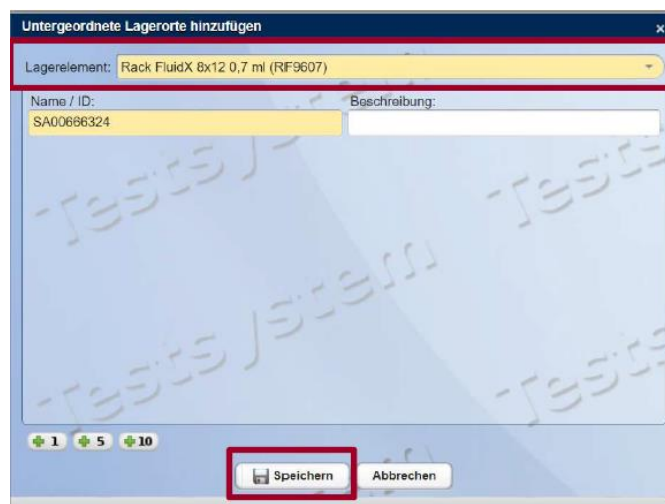 Untergeordnete Lagerorte hinzufügen
Lagerelement: Rack FluidX 8x12 0,7 ml (RF9607)
Name / ID: Beschreibung:
SA00666324
Testsystem
Testsystem
1 5 10
Speichern Abbrechen